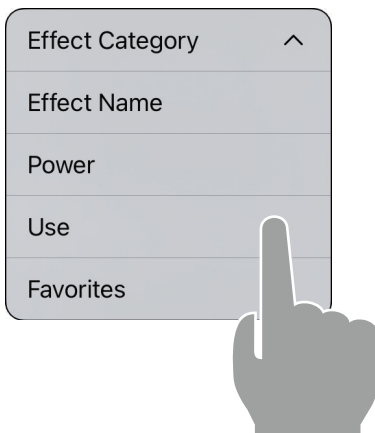 Effect Category
Effect Name
Power
Use
Favorites